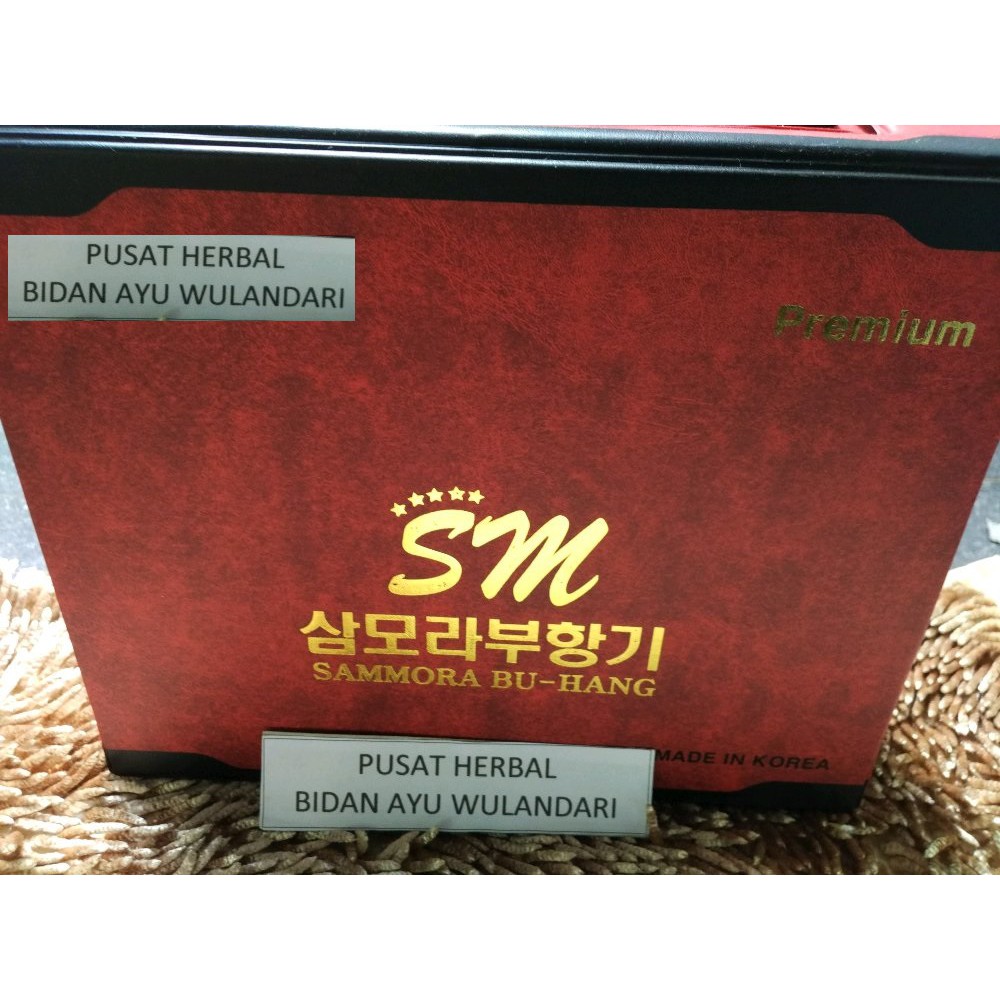 PUSAT HERBAL
BIDAN AYU WULANDARI
Premium
SM
삼모라부항기
SAMMORA BU-HANG
MADE IN KOREA
PUSAT HERBAL
BIDAN AYU WULANDARI